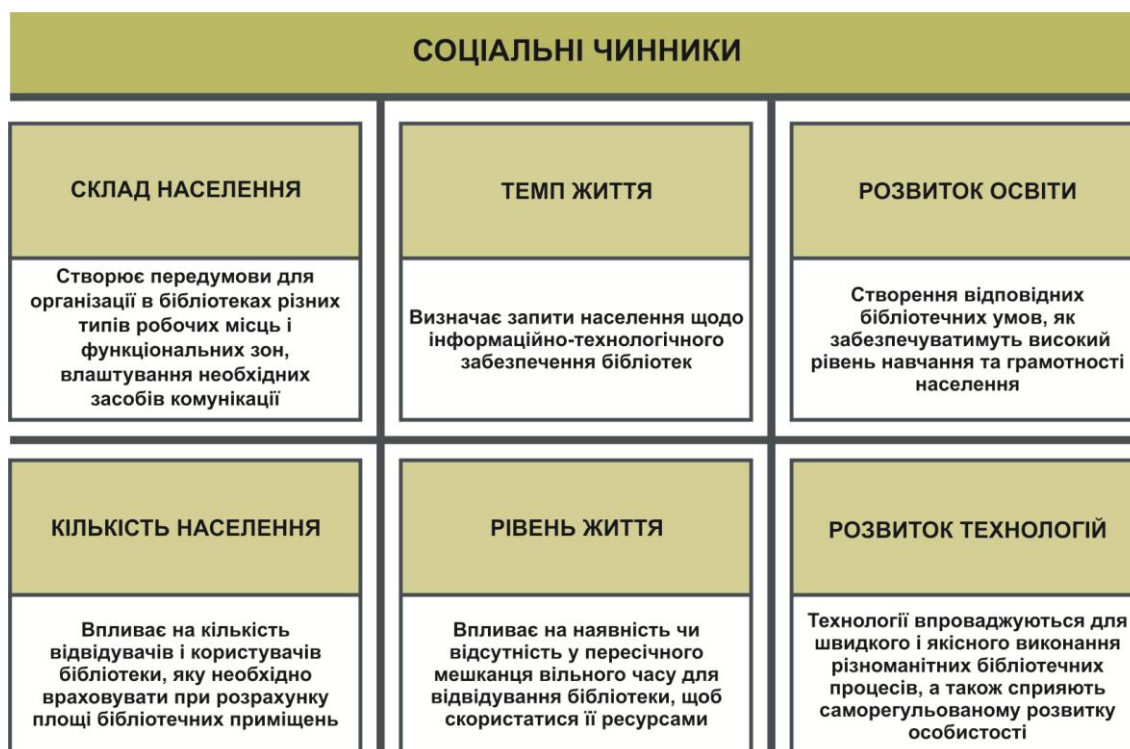 СОЦІАЛЬНІ ЧИННИКИ
СКЛАД НАСЕЛЕННЯ
Створює передумови для
організації в бібліотеках різних
типів робочих місць і
функціональних зон,
влаштування необхідних
засобів комунікації
ТЕМП ЖИТТЯ
Визначає запити населення щодо
інформаційно-технологічного
забезпечення бібліотек
РОЗВИТОК ОСВІТИ
Створення відповідних
бібліотечних умов, як
забезпечуватимуть високий
рівень навчання та грамотності
населення
КІЛЬКІСТЬ НАСЕЛЕННЯ
Впливає на кількість
відвідувачів і користувачів
бібліотеки, яку необхідно
враховувати при розрахунку
площі бібліотечних приміщень
РІВЕНЬ ЖИТТЯ
Впливає на наявність чи
відсутність у пересічного
мешканця вільного часу для
відвідування бібліотеки, щоб
скористатися її ресурсами
РОЗВИТОК ТЕХНОЛОГІЙ
Технології впроваджуються для
швидкого і якісного виконання
різноманітних бібліотечних
процесів, а також сприяють
саморегульованому розвитку
особистості